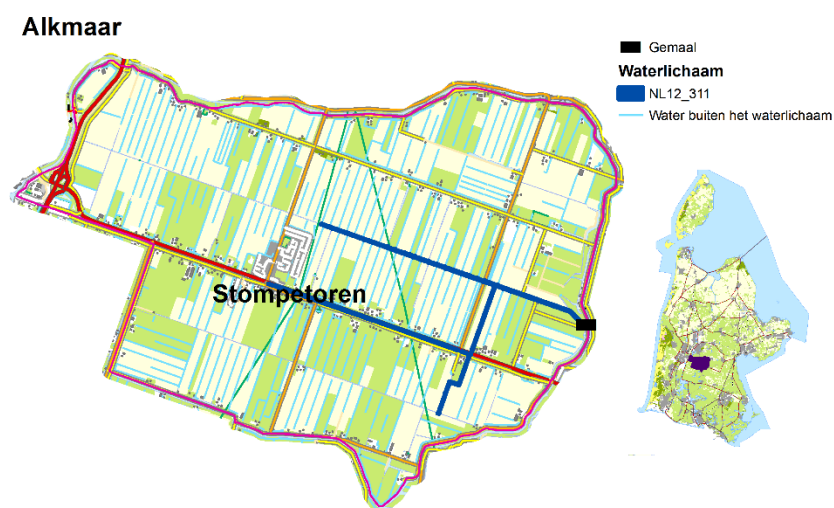 Alkmaar
Gemaal
Waterlichaam
NL12_311
Water buiten het waterlichaam
Stompetoren